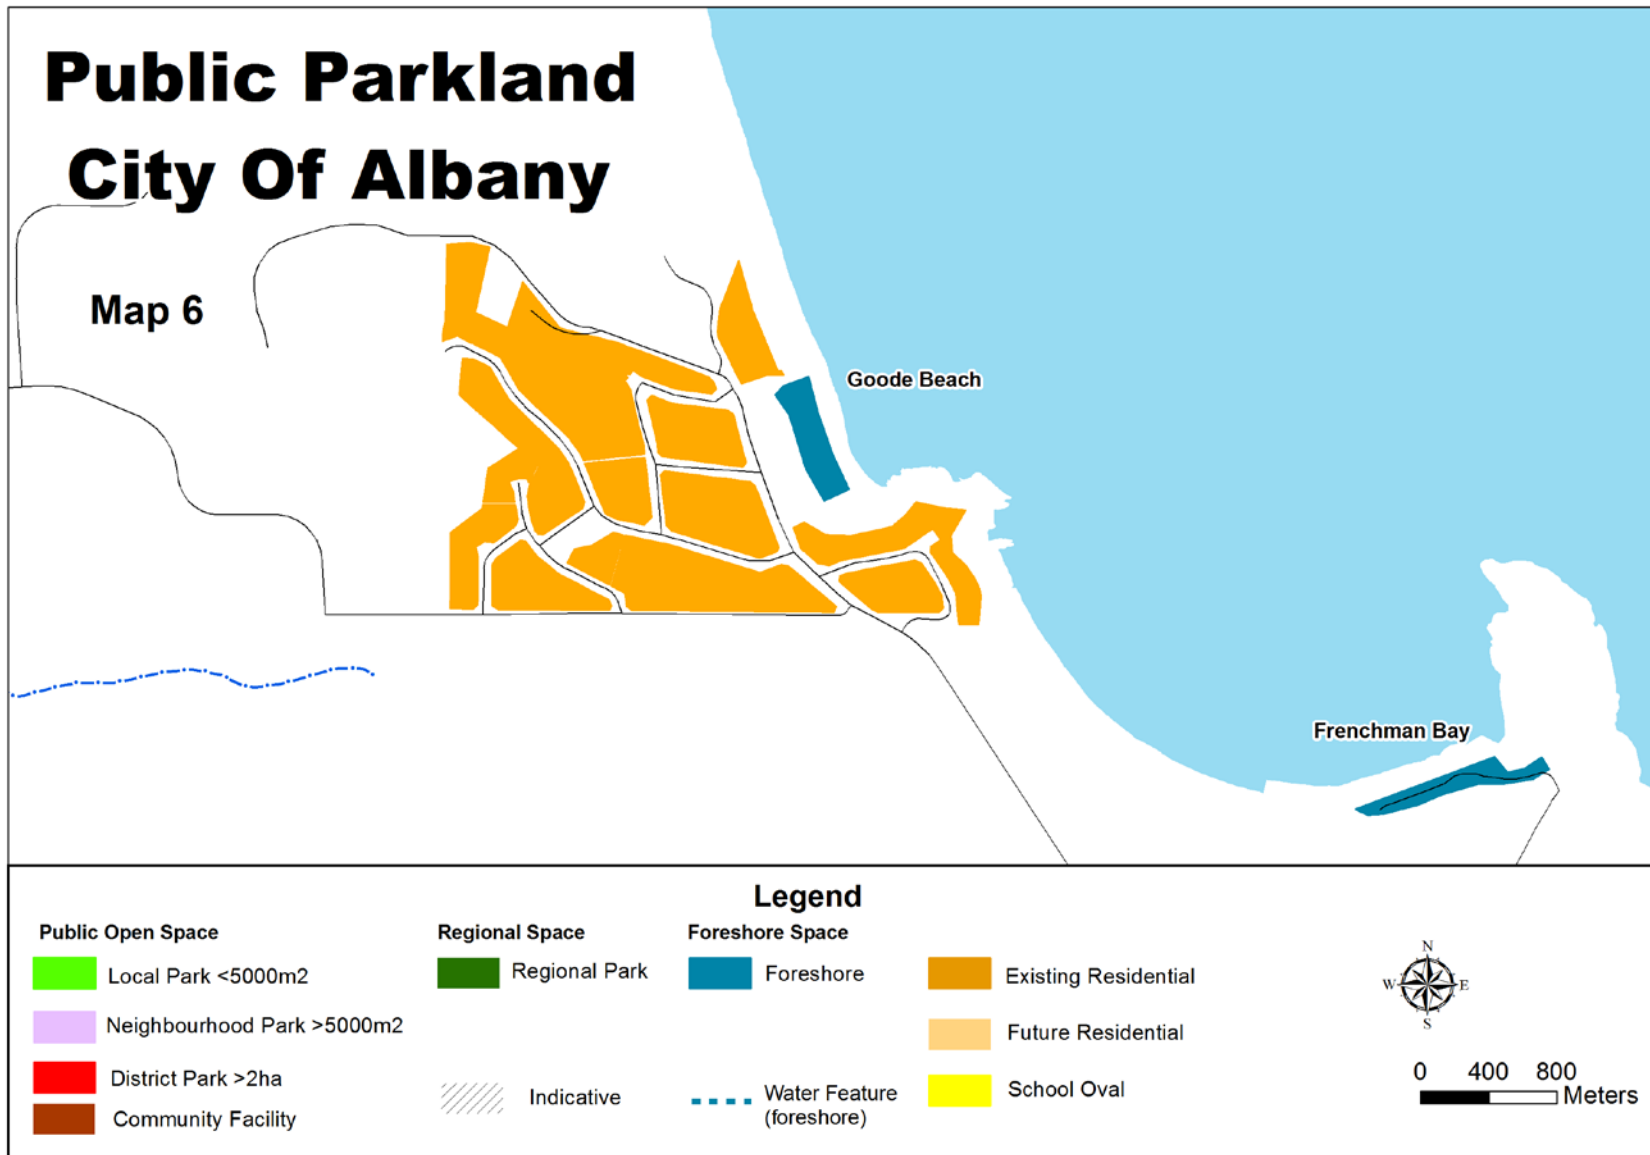 Public Parkland
City Of Albany
Map 6
Goode Beach
Frenchman Bay
Legend
Public Open Space
Local Park <5000m2
Neighbourhood Park >5000m2
District Park >2ha
Community Facility
Regional Space
Regional Park
Indicative
Foreshore Space
Foreshore
Water Feature
(foreshore)
Existing Residential
Future Residential
School Oval
N
W E
S
0 400 800
Meters